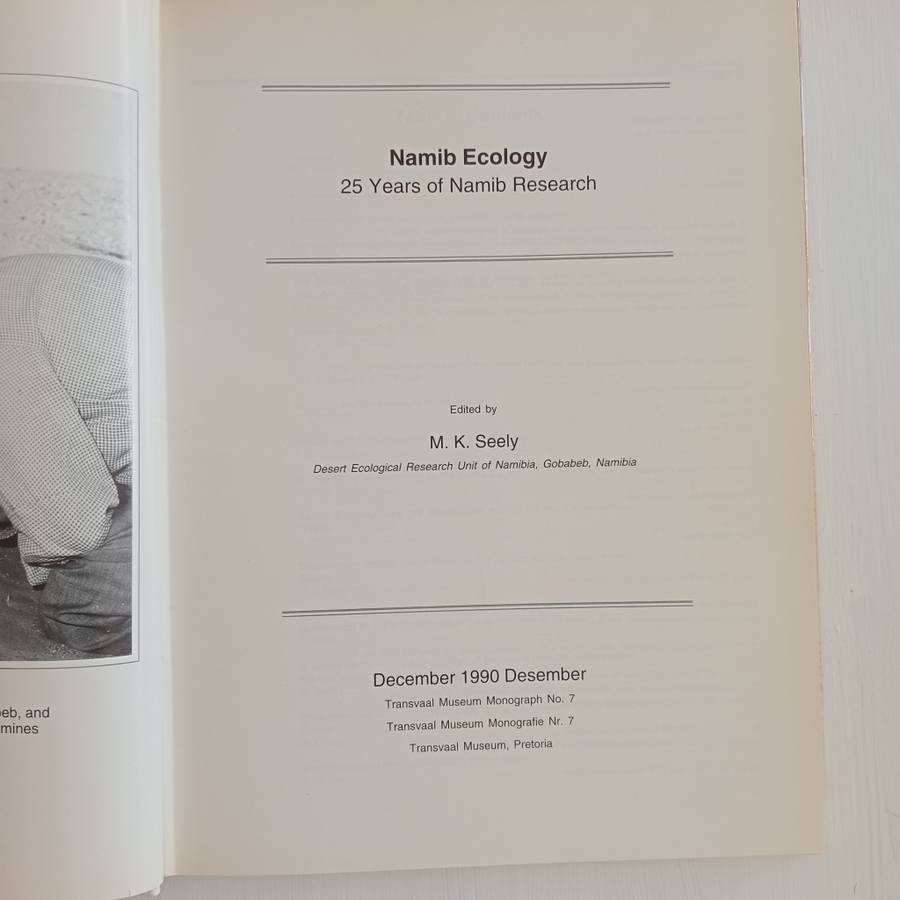 eb, and
mines
Namib Ecology
25 Years of Namib Research
Edited by
M. K. Seely
Desert Ecological Research Unit of Namibia, Gobabeb, Namibia
December 1990 Desember
Transvaal Museum Monograph No. 7
Transvaal Museum Monografie Nr. 7
Transvaal Museum, Pretoria